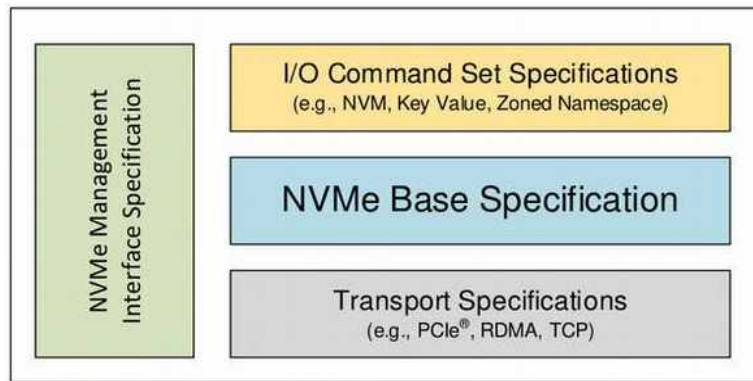 NVMe Management
Interface Specification
I/O Command Set Specifications
(e.g., NVM, Key Value, Zoned Namespace)
NVMe Base Specification
Transport Specifications
(e.g., PCIe®, RDMA, TCP)